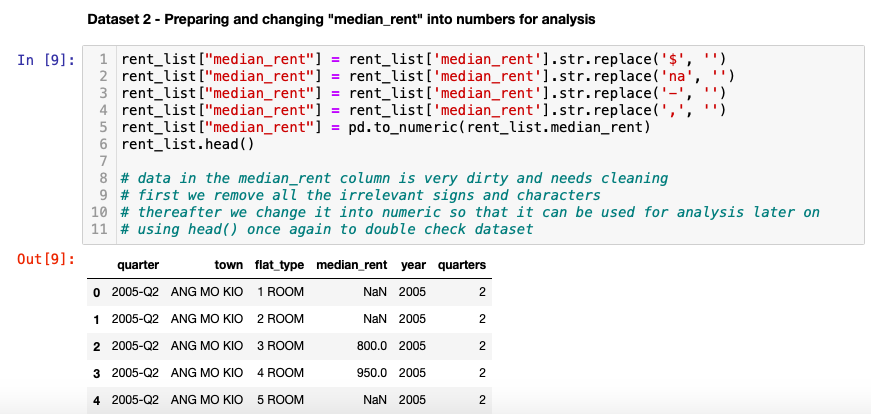 Dataset 2 - Preparing and changing "median_rent" into numbers for analysis
In [9]:
1 rent_list["median_rent"] = rent_list['median_rent'].str.replace('$', '')
2 rent_list["median_rent"] = rent_list['median_rent'].str.replace('na', '')
3 rent_list["median_rent"] = rent_list['median_rent'].str.replace('-', '')
4 rent_list["median_rent"] = rent_list['median_rent'].str.replace(',', '')
5 rent_list["median_rent"] = pd.to_numeric(rent_list.median_rent)
6 rent_list.head()
7
8 # data in the median_rent column is very dirty and needs cleaning
9 # first we remove all the irrelevant signs and characters
10 # thereafter we change it into numeric so that it can be used for analysis later on
11 # using head() once again to double check dataset
Out[9]:
quarter town flat_type median_rent year quarters
0 2005-Q2 ANG MO KIO 1 ROOM NaN 2005 2
1 2005-Q2 ANG MO KIO 2 ROOM NaN 2005 2
2 2005-Q2 ANG MO KIO 3 ROOM 800.0 2005 2
3 2005-Q2 ANG MO KIO 4 ROOM 950.0 2005 2
4 2005-Q2 ANG MO KIO 5 ROOM NaN 2005 2